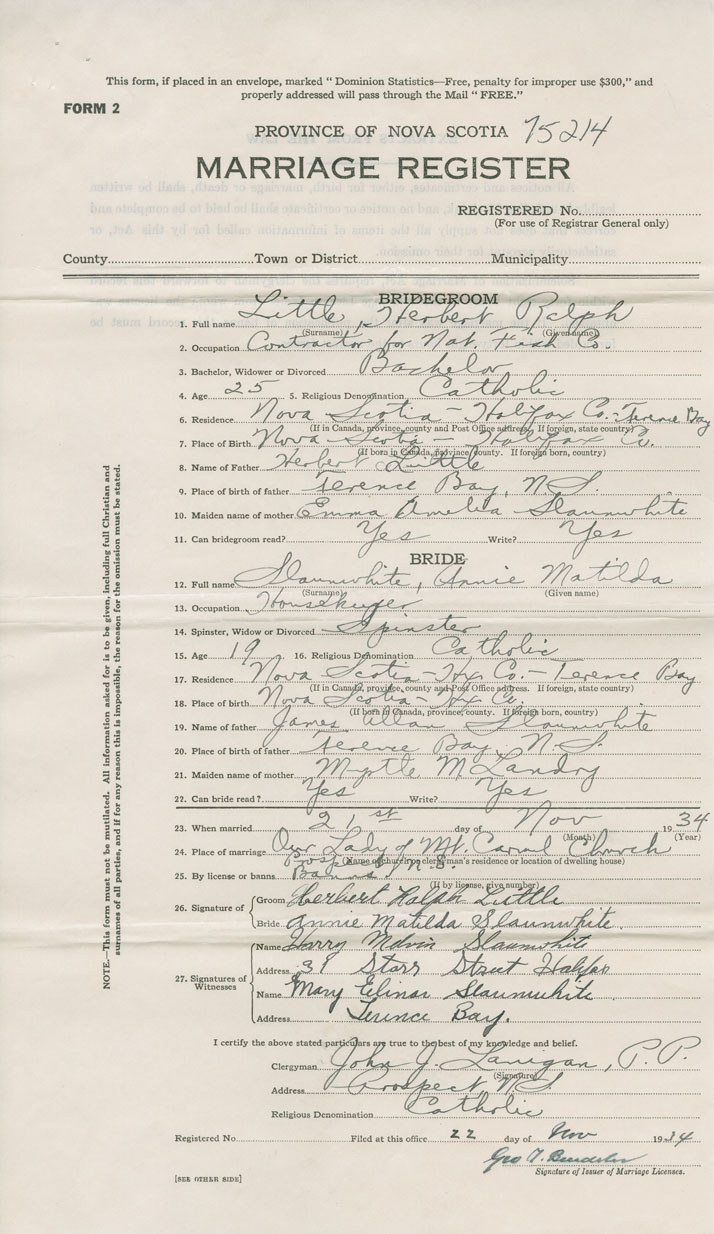 This form, if placed in an envelope, marked “ Dominion Statistics—Free, penalty for improper use $300,” and
properly addressed will pass through the Mail “ FREE.”
FORM 2
PROVINCE OF NOVA SCOTIA 75214
MARRIAGE REGISTER
REGISTERED No.
(For use of Registrar General only)
County Town or District Municipality
BRIDEGROOM
1. Full name Little, Herbert Ralph
(Surname) (Given name)
2. Occupation Contractor for Nat. Fish Co.
3. Bachelor, Widower or Divorced Bachelor
4. Age 25 5. Religious Denomination Catholic
6. Residence Nova Scotia - Halifax Co. - Terence Bay
(If in Canada, province, county and Post Office address. If foreign, state country)
7. Place of Birth Nova Scotia - Halifax Co.
(If born in Canada, province, county. If foreign born, country)
8. Name of Father Herbert Little
9. Place of birth of father Terence Bay, N.S.
10. Maiden name of mother Emma Amelia Slaunwhite
11. Can bridegroom read? Yes Write? Yes
BRIDE
12. Full name Slaunwhite, Annie Matilda
(Surname) (Given name)
13. Occupation Housekeeper
14. Spinster, Widow or Divorced Spinster
15. Age 19 16. Religious Denomination Catholic
17. Residence Nova Scotia - Hx. Co. - Terence Bay
(If in Canada, province, county and Post Office address. If foreign, state country)
18. Place of birth Nova Scotia - Hx Co.
(If born in Canada, province, county. If foreign born, country)
19. Name of father James Allan Slaunwhite
20. Place of birth of father Terence Bay, N.S.
21. Maiden name of mother Myrtle M Landry
22. Can bride read? Yes Write? Yes
23. When married 21st day of Nov 1934
(Month) (Year)
24. Place of marriage Our Lady of Mt. Carmel Church
(Name of church or clergyman's residence or location of dwelling house)
Prospect N.S.
25. By license or banns Banns
(If by license, give number)
26. Signature of
Groom Herbert Ralph Little
Bride Annie Matilda Slaunwhite.
27. Signatures of Witnesses
Name Harry Slaunwhite
Address 31 Starr Street Halifax
Name Mary Elinor Slaunwhite
Address Terence Bay.
I certify the above stated particulars are true to the best of my knowledge and belief.
Clergyman John J. Lanigan, P.P.
(Signature)
Address Prospect, N.S.
Religious Denomination Catholic
Registered No. Filed at this office 22 day of Nov 1934
Geo T.
Signature of Issuer of Marriage Licenses.
[SEE OTHER SIDE]
NOTE.—This form must not be mutilated. All information asked for is to be given, including full Christian and
surnames of all parties, and if for any reason this is impossible, the reason for the omission must be stated.